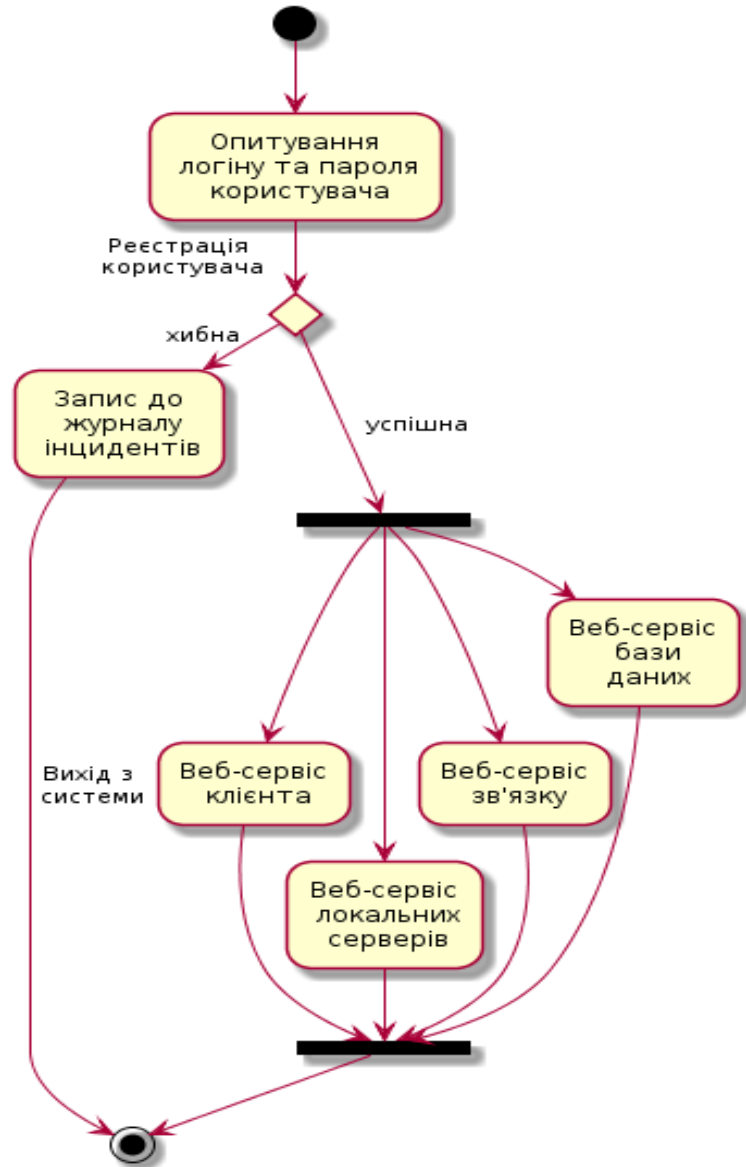 Опитування
логіну та пароля
користувача
Реєстрація
користувача
хибна
Запис до
журналу
інцидентів
успішна
Веб-сервіс
бази
даних
Вихід з
системи
Веб-сервіс
клієнта
Веб-сервіс
зв'язку
Веб-сервіс
локальних
серверів